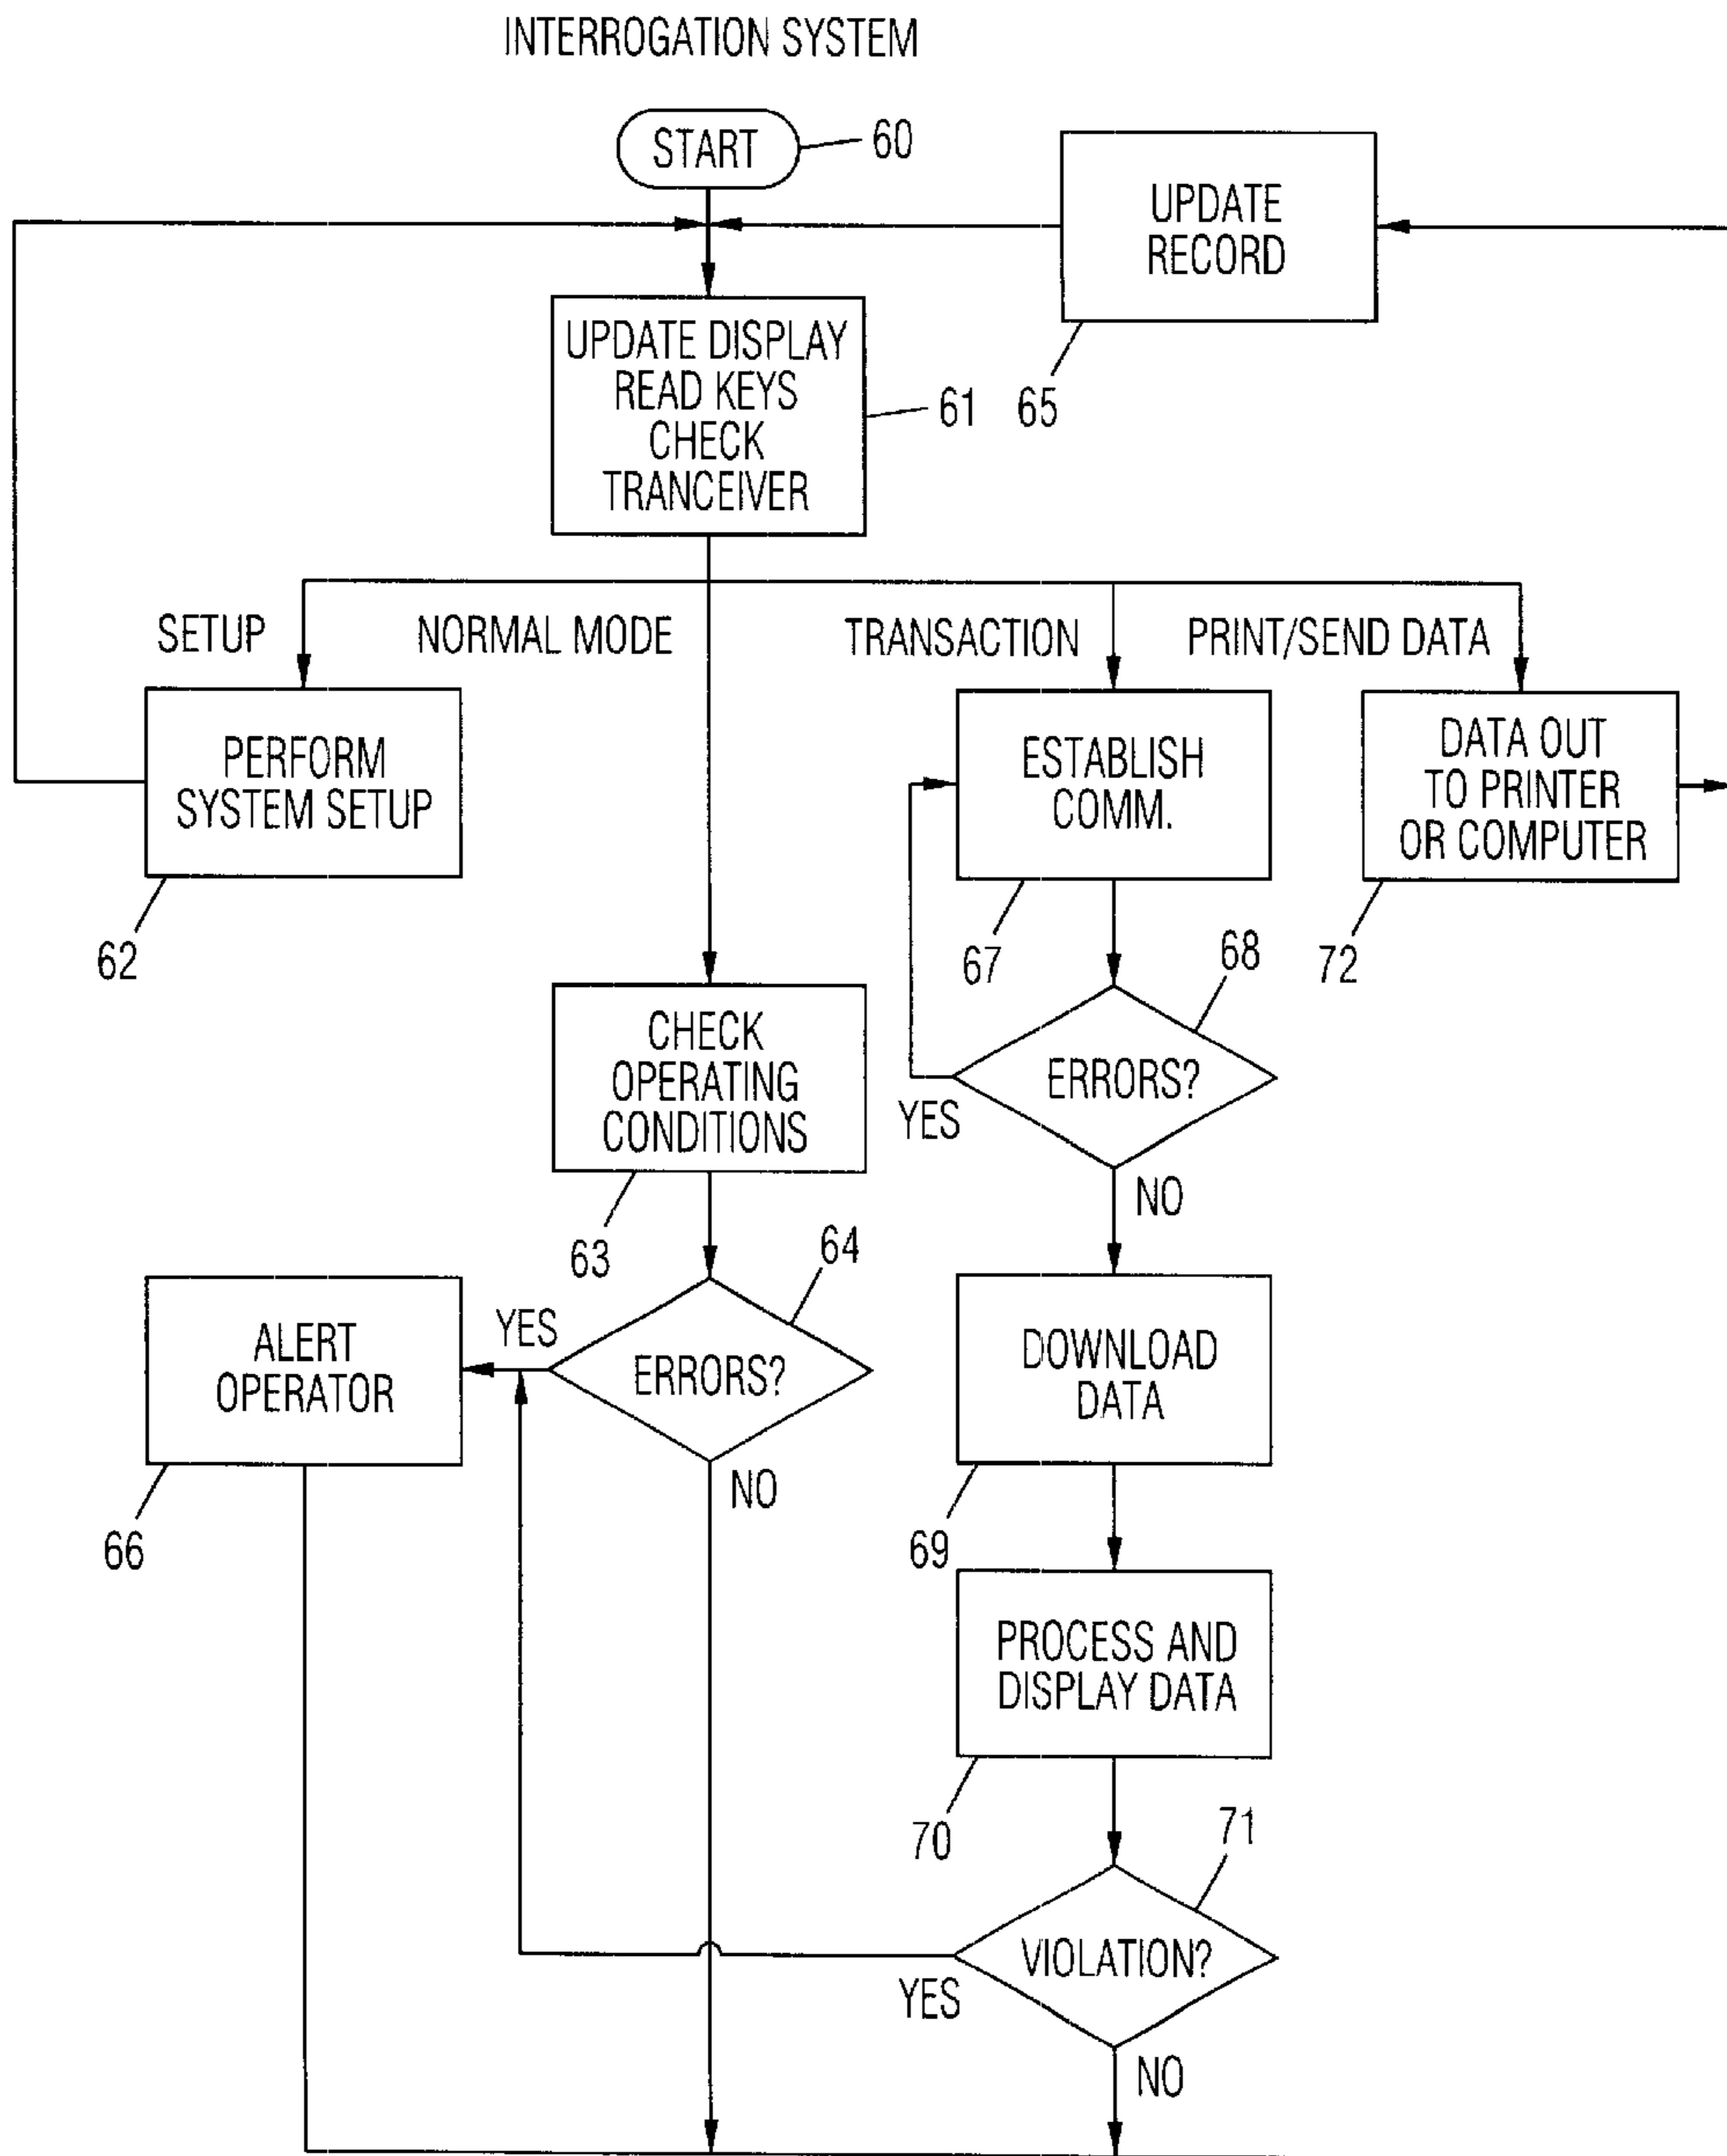 INTERROGATION SYSTEM
START
60
UPDATE
RECORD
65
UPDATE DISPLAY
READ KEYS
CHECK
TRANCEIVER
61
SETUP
NORMAL MODE
TRANSACTION
PRINT/SEND DATA
PERFORM
SYSTEM SETUP
62
ESTABLISH
COMM.
67
DATA OUT
TO PRINTER
OR COMPUTER
72
CHECK
OPERATING
CONDITIONS
63
68
ERRORS?
YES
NO
64
ERRORS?
YES
NO
ALERT
OPERATOR
66
DOWNLOAD
DATA
69
PROCESS AND
DISPLAY DATA
70
71
VIOLATION?
YES
NO